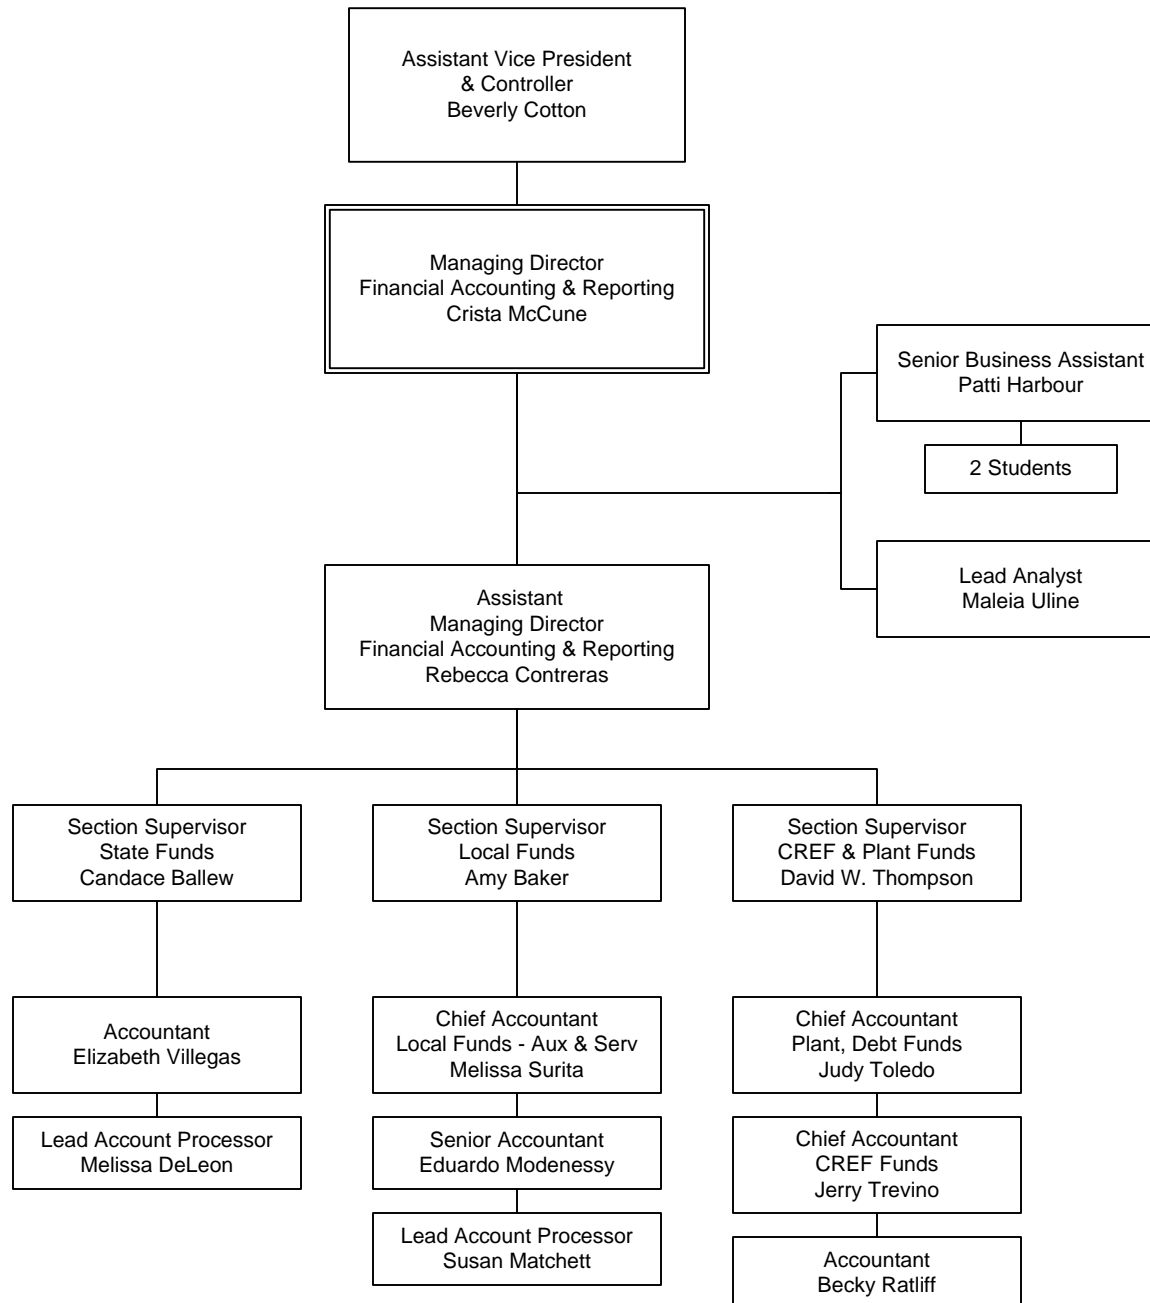 Assistant Vice President
& Controller
Beverly Cotton
Managing Director
Financial Accounting & Reporting
Crista McCune
Senior Business Assistant
Patti Harbour
2 Students
Lead Analyst
Maleia Uline
Assistant
Managing Director
Financial Accounting & Reporting
Rebecca Contreras
Section Supervisor
State Funds
Candace Ballew
Section Supervisor
Local Funds
Amy Baker
Section Supervisor
CREF & Plant Funds
David W. Thompson
Accountant
Elizabeth Villegas
Lead Account Processor
Melissa DeLeon
Chief Accountant
Local Funds - Aux & Serv
Melissa Surita
Senior Accountant
Eduardo Modenessy
Lead Account Processor
Susan Matchett
Chief Accountant
Plant, Debt Funds
Judy Toledo
Chief Accountant
CREF Funds
Jerry Trevino
Accountant
Becky Ratliff